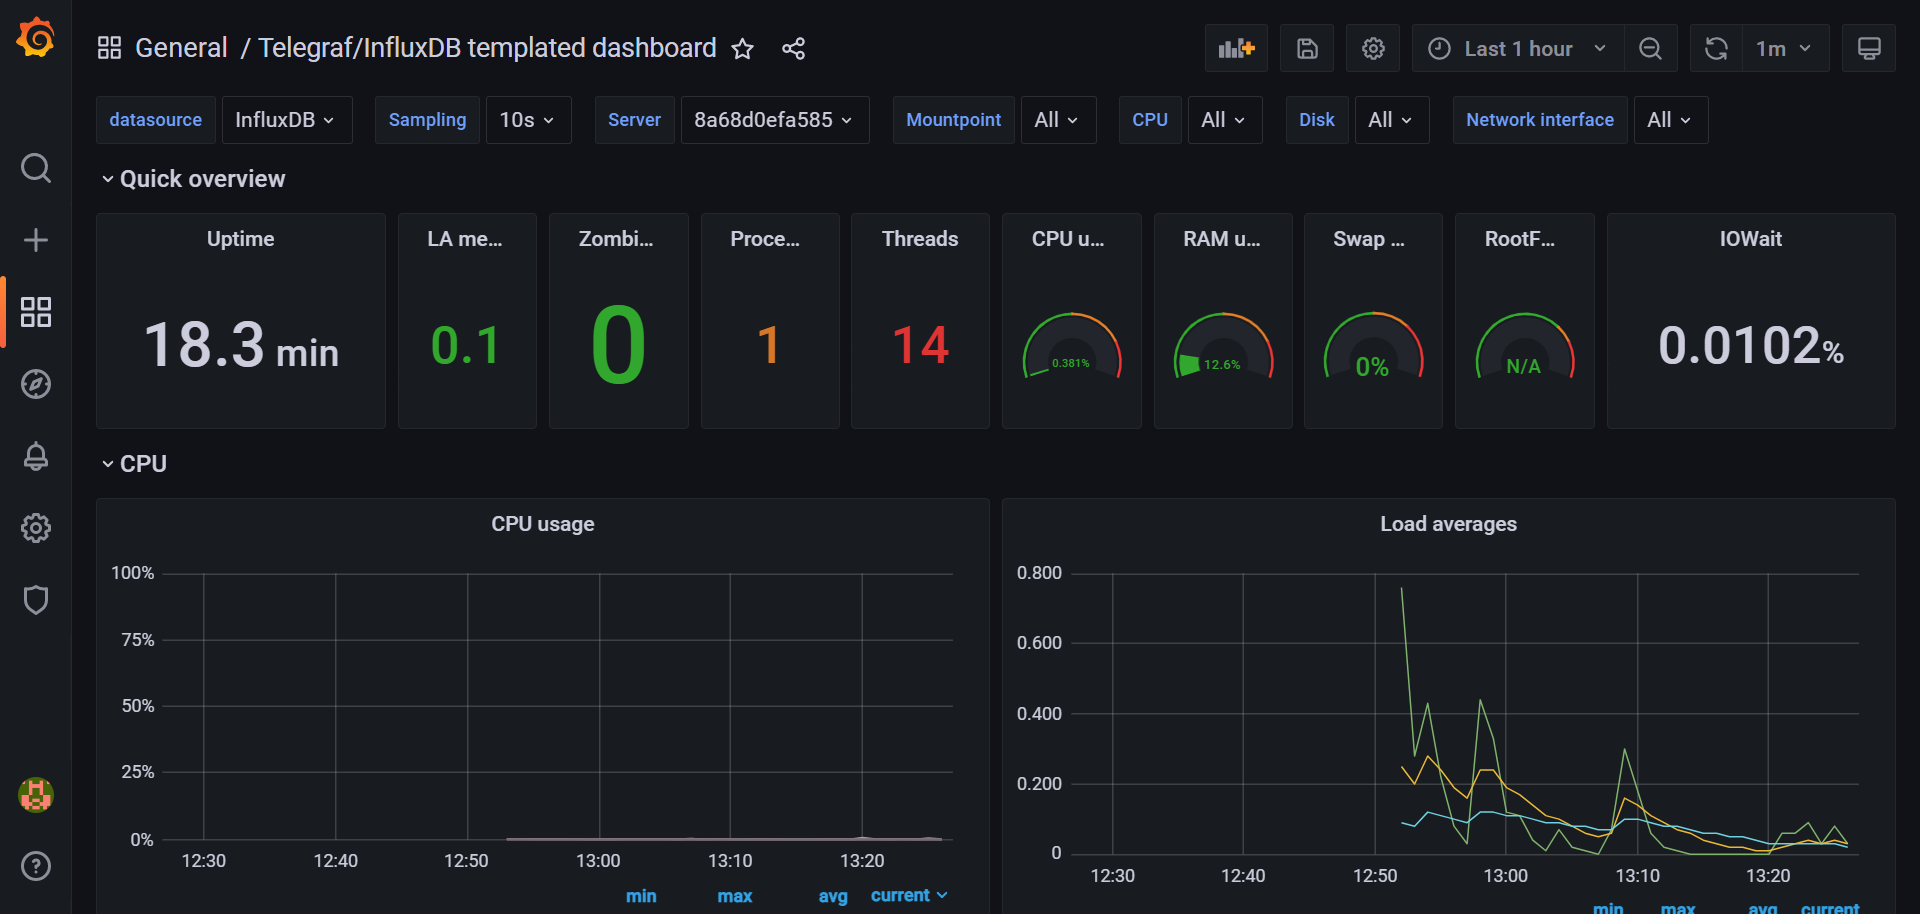 General / Telegraf/InfluxDB templated dashboard
Last 1 hour
1m
datasource InfluxDB Sampling 10s Server 8a68d0efa585 Mountpoint All CPU All Disk All Network interface All
Quick overview
Uptime
18.3 min
LA me...
0.1
Zombi...
0
Proce...
1
Threads
14
CPU u...
0.381%
RAM u...
12.6%
Swap ...
0%
RootF...
N/A
IOWait
0.0102%
CPU
CPU usage
100%
75%
50%
25%
0%
12:30 12:40 12:50 13:00 13:10 13:20
min max avg current
Load averages
0.800
0.600
0.400
0.200
0
12:30 12:40 12:50 13:00 13:10 13:20
min max avg current